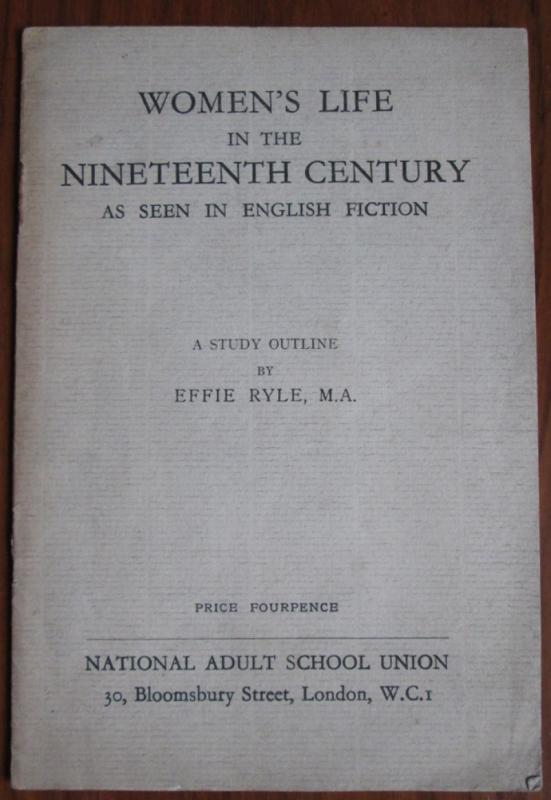 WOMEN'S LIFE
IN THE
NINETEENTH CENTURY
AS SEEN IN ENGLISH FICTION
A STUDY OUTLINE
BY
EFFIE RYLE, M.A.
PRICE FOURPENCE
NATIONAL ADULT SCHOOL UNION
30, Bloomsbury Street, London, W.C.1